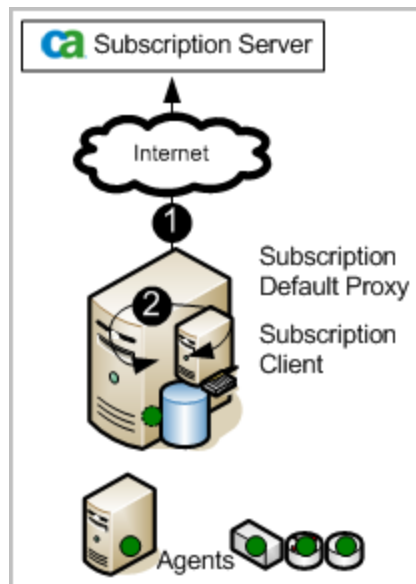 ca Subscription Server
Internet
1
2
Subscription
Default Proxy
Subscription
Client
Agents